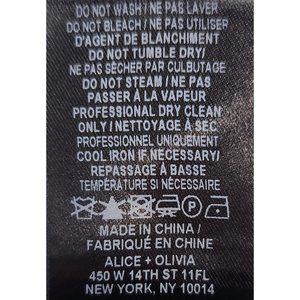 DO NOT WASH / NE PAS LAVER
DO NOT BLEACH / NE PAS UTILISER
D'AGENT DE BLANCHIMENT
DO NOT TUMBLE DRY/
NE PAS SÉCHER PAR CULBUTAGE
DO NOT STEAM / NE PAS
PASSER À LA VAPEUR
PROFESSIONAL DRY CLEAN
ONLY / NETTOYAGE À SEC
PROFESSIONNEL UNIQUEMENT
COOL IRON IF NECESSARY/
REPASSAGE À BASSE
TEMPÉRATURE SI NÉCESSAIRE
P
MADE IN CHINA /
FABRIQUÉ EN CHINE
ALICE + OLIVIA
450 W 14TH ST 11FL
NEW YORK, NY 10014